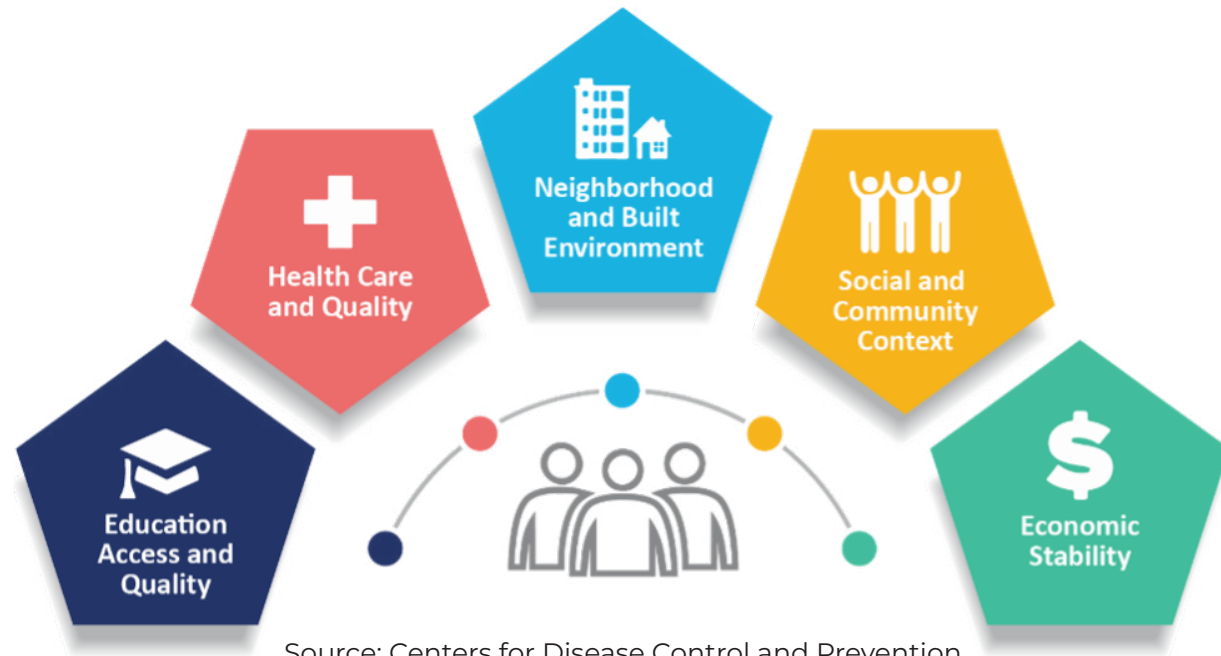 Education
Access and
Quality
Health Care
and Quality
Neighborhood
and Built
Environment
Social and
Community
Context
Economic
Stability
Source: Centers for Disease Control and Prevention